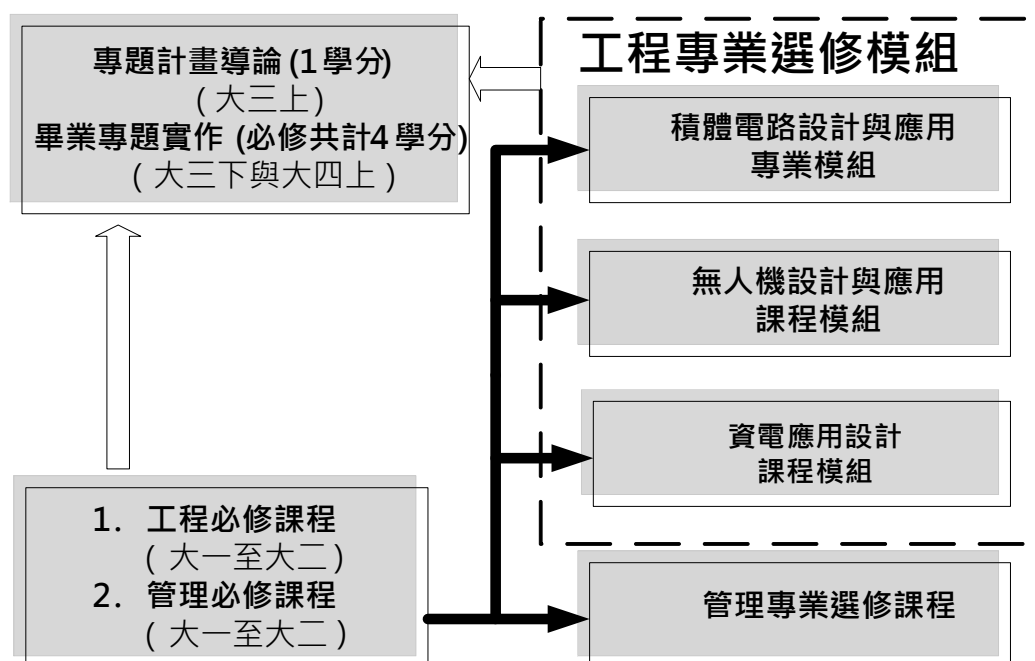 專題計畫導論 (1學分)
(大三上)
畢業專題實作 (必修共計4學分)
(大三下與大四上)
工程專業選修模組
積體電路設計與應用
專業模組
無人機設計與應用
課程模組
資電應用設計
課程模組
1. 工程必修課程
(大一至大二)
2. 管理必修課程
(大一至大二)
管理專業選修課程